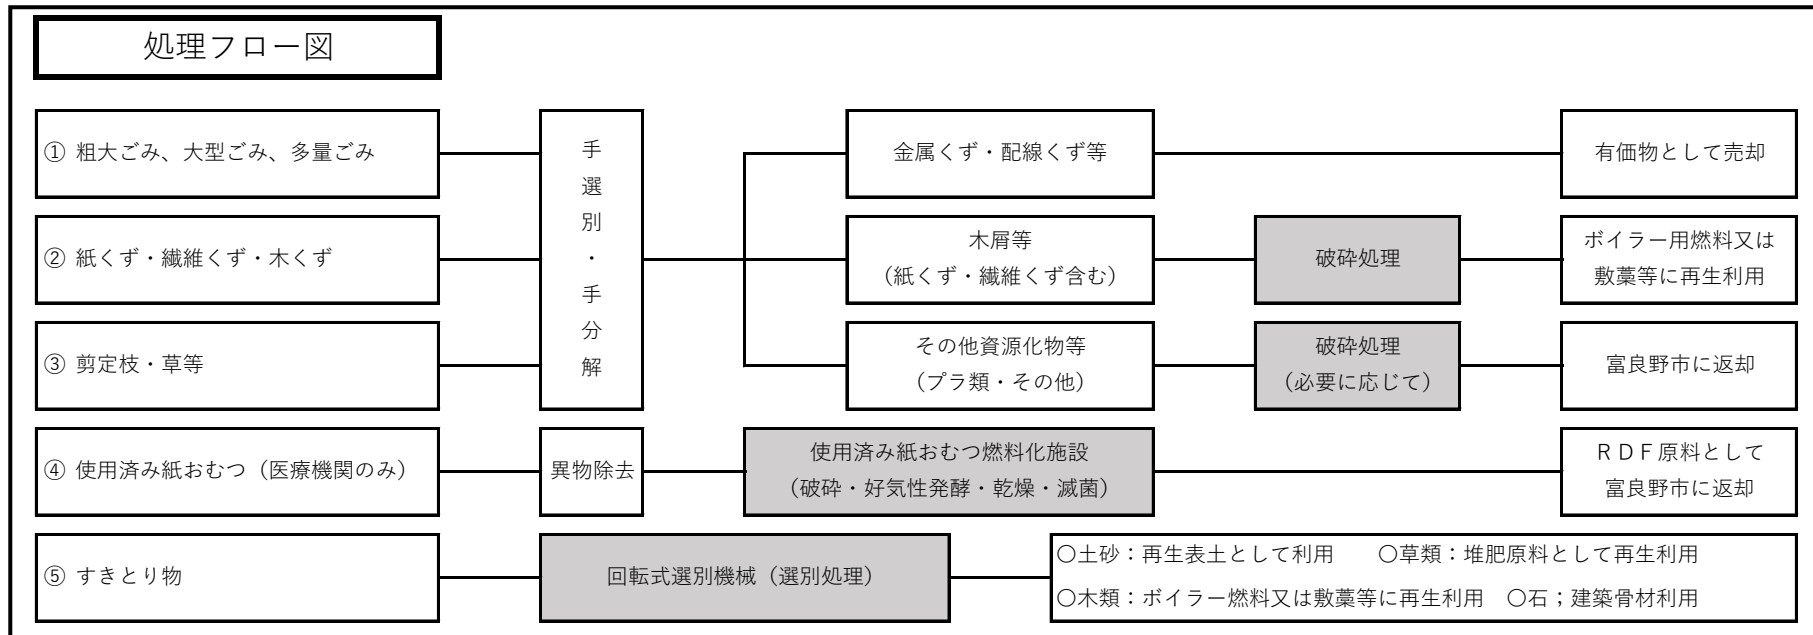 処理フロー図
① 粗大ごみ、大型ごみ、多量ごみ
② 紙くず・繊維くず・木くず
③ 剪定枝・草等
手選別・手分解
金属くず・配線くず等
有価物として売却
木屑等
（紙くず・繊維くず含む）
破砕処理
ボイラー用燃料又は
敷藁等に再生利用
その他資源化物等
（プラ類・その他）
破砕処理
（必要に応じて）
富良野市に返却
④ 使用済み紙おむつ（医療機関のみ）
異物除去
使用済み紙おむつ燃料化施設
（破砕・好気性発酵・乾燥・滅菌）
ＲＤＦ原料として
富良野市に返却
⑤ すきとり物
回転式選別機械（選別処理）
〇土砂：再生表土として利用　　〇草類：堆肥原料として再生利用
〇木類：ボイラー燃料又は敷藁等に再生利用　〇石；建築骨材利用